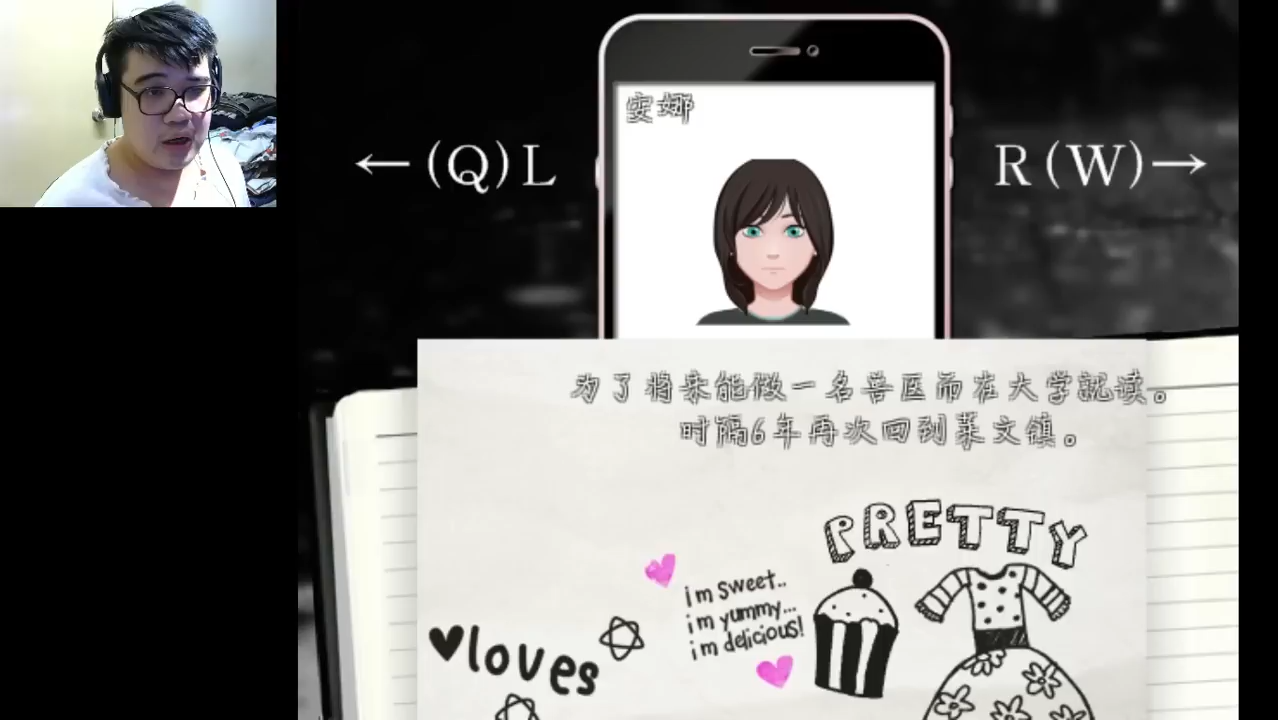 安娜
←(Q)L
R(W)→
为了将来能做一名兽医而在大学就读。
时隔6年再次回到莱文镇。
PRETTY
i m sweet..
i m yummy...
i m delicious!
♥loves